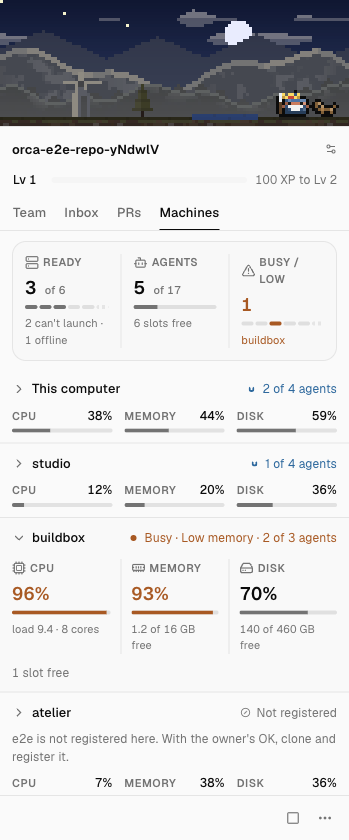 orca-e2e-repo-yNdwlV
Lv 1 100 XP to Lv 2
Team Inbox PRs Machines
READY
3 of 6
2 can't launch ·
1 offline
AGENTS
5 of 17
6 slots free
BUSY /
LOW
1
buildbox
This computer 2 of 4 agents
CPU 38% MEMORY 44% DISK 59%
studio 1 of 4 agents
CPU 12% MEMORY 20% DISK 36%
buildbox Busy · Low memory · 2 of 3 agents
CPU
96%
load 9.4 · 8 cores
MEMORY
93%
1.2 of 16 GB
free
DISK
70%
140 of 460 GB
free
1 slot free
atelier Not registered
e2e is not registered here. With the owner's OK, clone and
register it.
CPU 7% MEMORY 38% DISK 36%